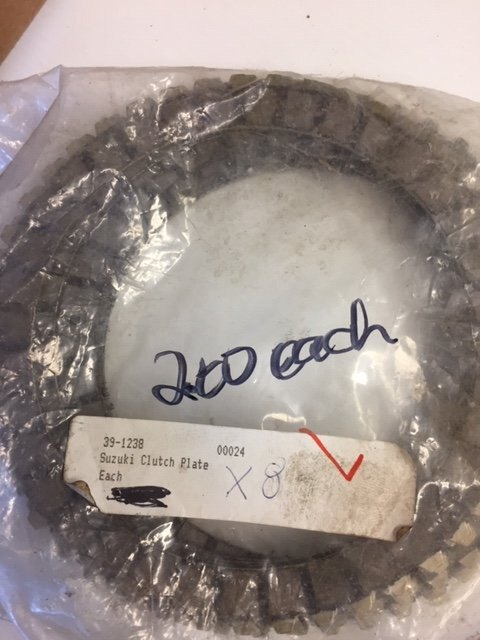 2.00 each
39-1238 00024
Suzuki Clutch Plate
Each
X 8